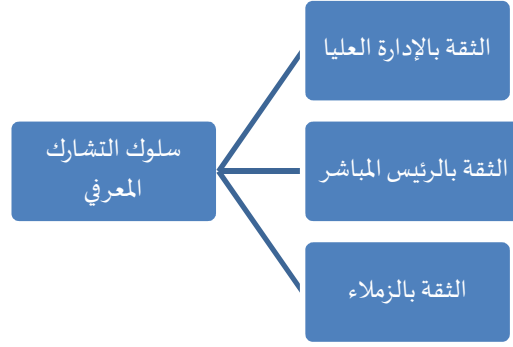 الثقة بالإدارة العليا
سلوك التشارك
المعرفي
الثقة بالرئيس المباشر
الثقة بالزملاء